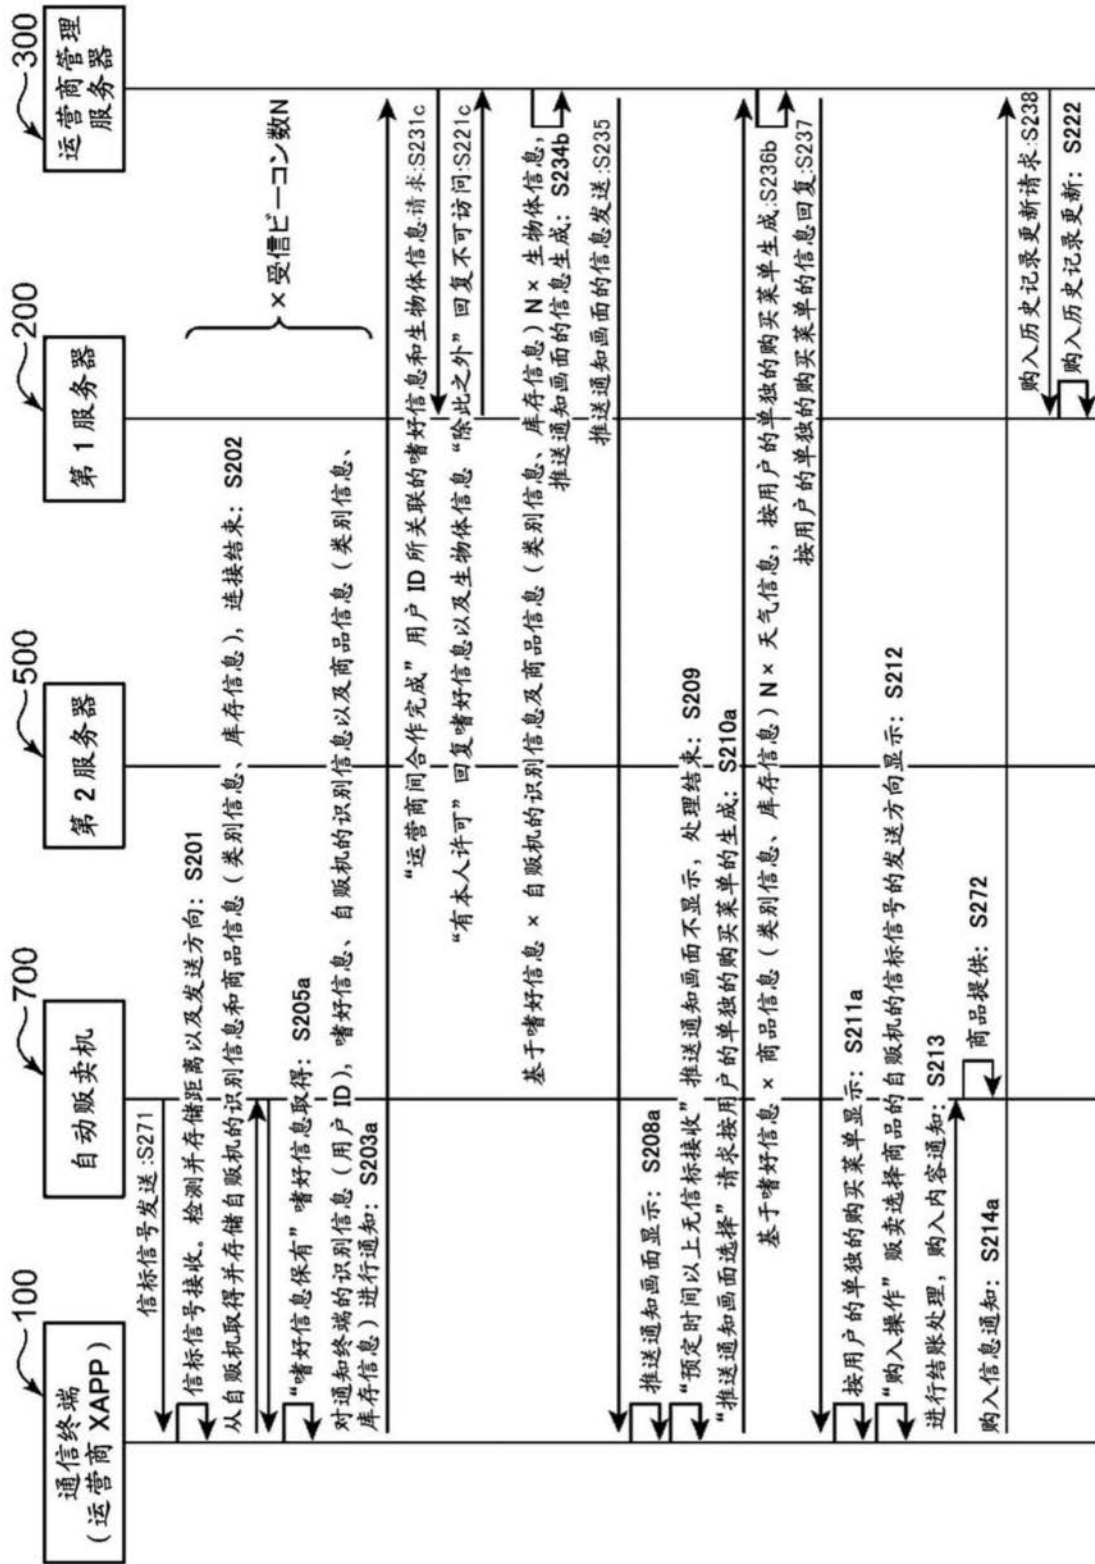 100
通信终端
（运营商 XAPP）
700
自动贩卖机
500
第 2 服务器
200
第 1 服务器
300
运营商管理
服务器
信标信号发送:S271
信标信号接收。检测并存储距离以及发送方向：S201
从自贩机取得并存储自贩机的识别信息和商品信息（类别信息、库存信息），连接结束：S202
×受信ビーコン数N
“嗜好信息保有”嗜好信息取得：S205a
对通知终端的识别信息（用户 ID）、嗜好信息、自贩机的识别信息以及商品信息（类别信息、
库存信息）进行通知：S203a
“运营商间合作完成”用户 ID 所关联的嗜好信息和生物体信息请求:S231c
“有本人许可”回复嗜好信息以及生物体信息 “除此之外”回复不可访问:S221c
基于嗜好信息 × 自贩机的识别信息及商品信息（类别信息、库存信息）N × 生物体信息，
推送通知画面的信息生成：S234b
推送通知画面的信息发送:S235
推送通知画面显示：S208a
“预定时间以上无信标接收”推送通知画面不显示，处理结束：S209
“推送通知画面选择”请求按用户的单独的购买菜单的生成：S210a
基于嗜好信息 × 商品信息（类别信息、库存信息）N × 天气信息，按用户的单独的购买菜单生成:S236b
按用户的单独的购买菜单的信息回复:S237
按用户的单独的购买菜单显示：S211a
“购入操作”贩卖选择商品的自贩机的信标信号的发送方向显示：S212
进行结账处理，购入内容通知：S213
商品提供：S272
购入信息通知：S214a
购入历史记录更新请求:S238
购入历史记录更新：S222